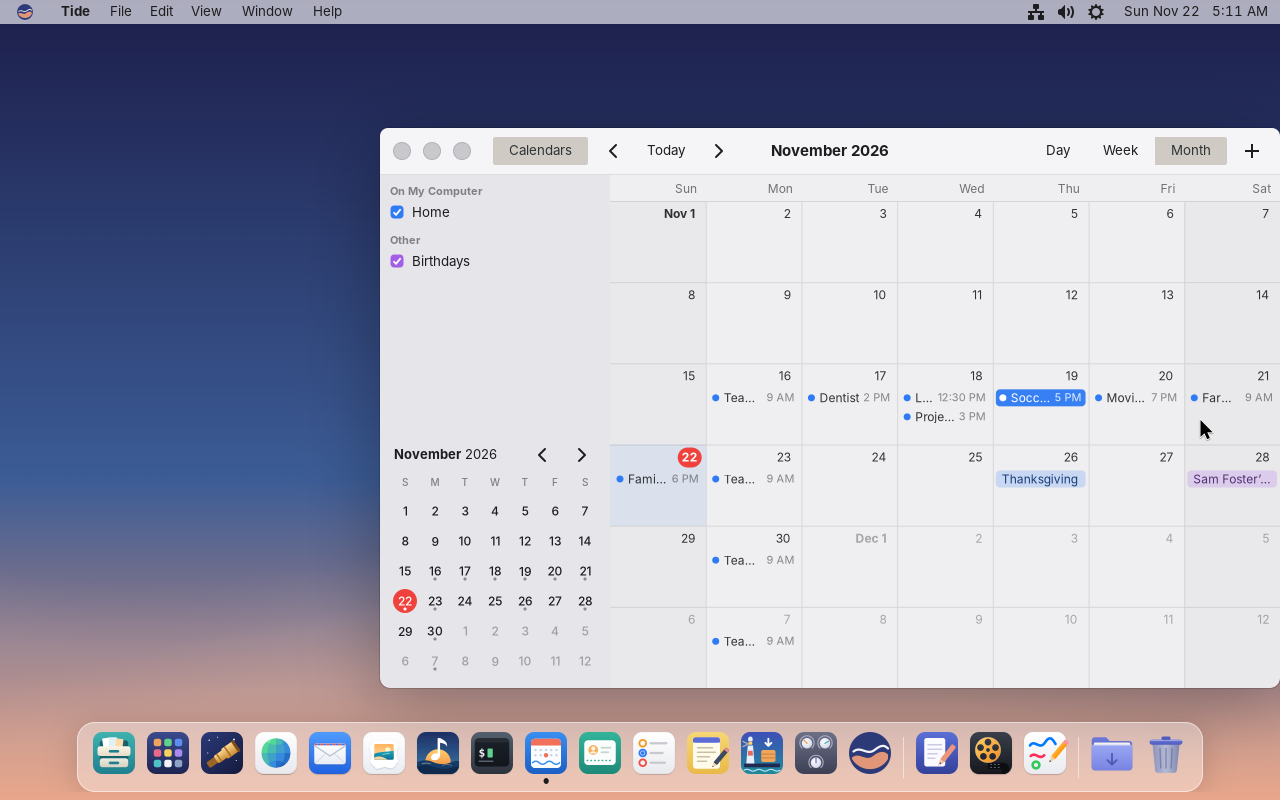 Tide File Edit View Window Help Sun Nov 22 5:11 AM
Calendars Today November 2026 Day Week Month
On My Computer
Home
Other
Birthdays
Sun Mon Tue Wed Thu Fri Sat
Nov 1 2 3 4 5 6 7
8 9 10 11 12 13 14
15 16 17 18 19 20 21
Tea... 9 AM Dentist 2 PM L... 12:30 PM Socc... 5 PM Movi... 7 PM Far... 9 AM
Proje... 3 PM
22 23 24 25 26 27 28
Fami... 6 PM Tea... 9 AM Thanksgiving Sam Foster'...
29 30 Dec 1 2 3 4 5
Tea... 9 AM
6 7 8 9 10 11 12
Tea... 9 AM
November 2026
S M T W T F S
1 2 3 4 5 6 7
8 9 10 11 12 13 14
15 16 17 18 19 20 21
22 23 24 25 26 27 28
29 30 1 2 3 4 5
6 7 8 9 10 11 12
$